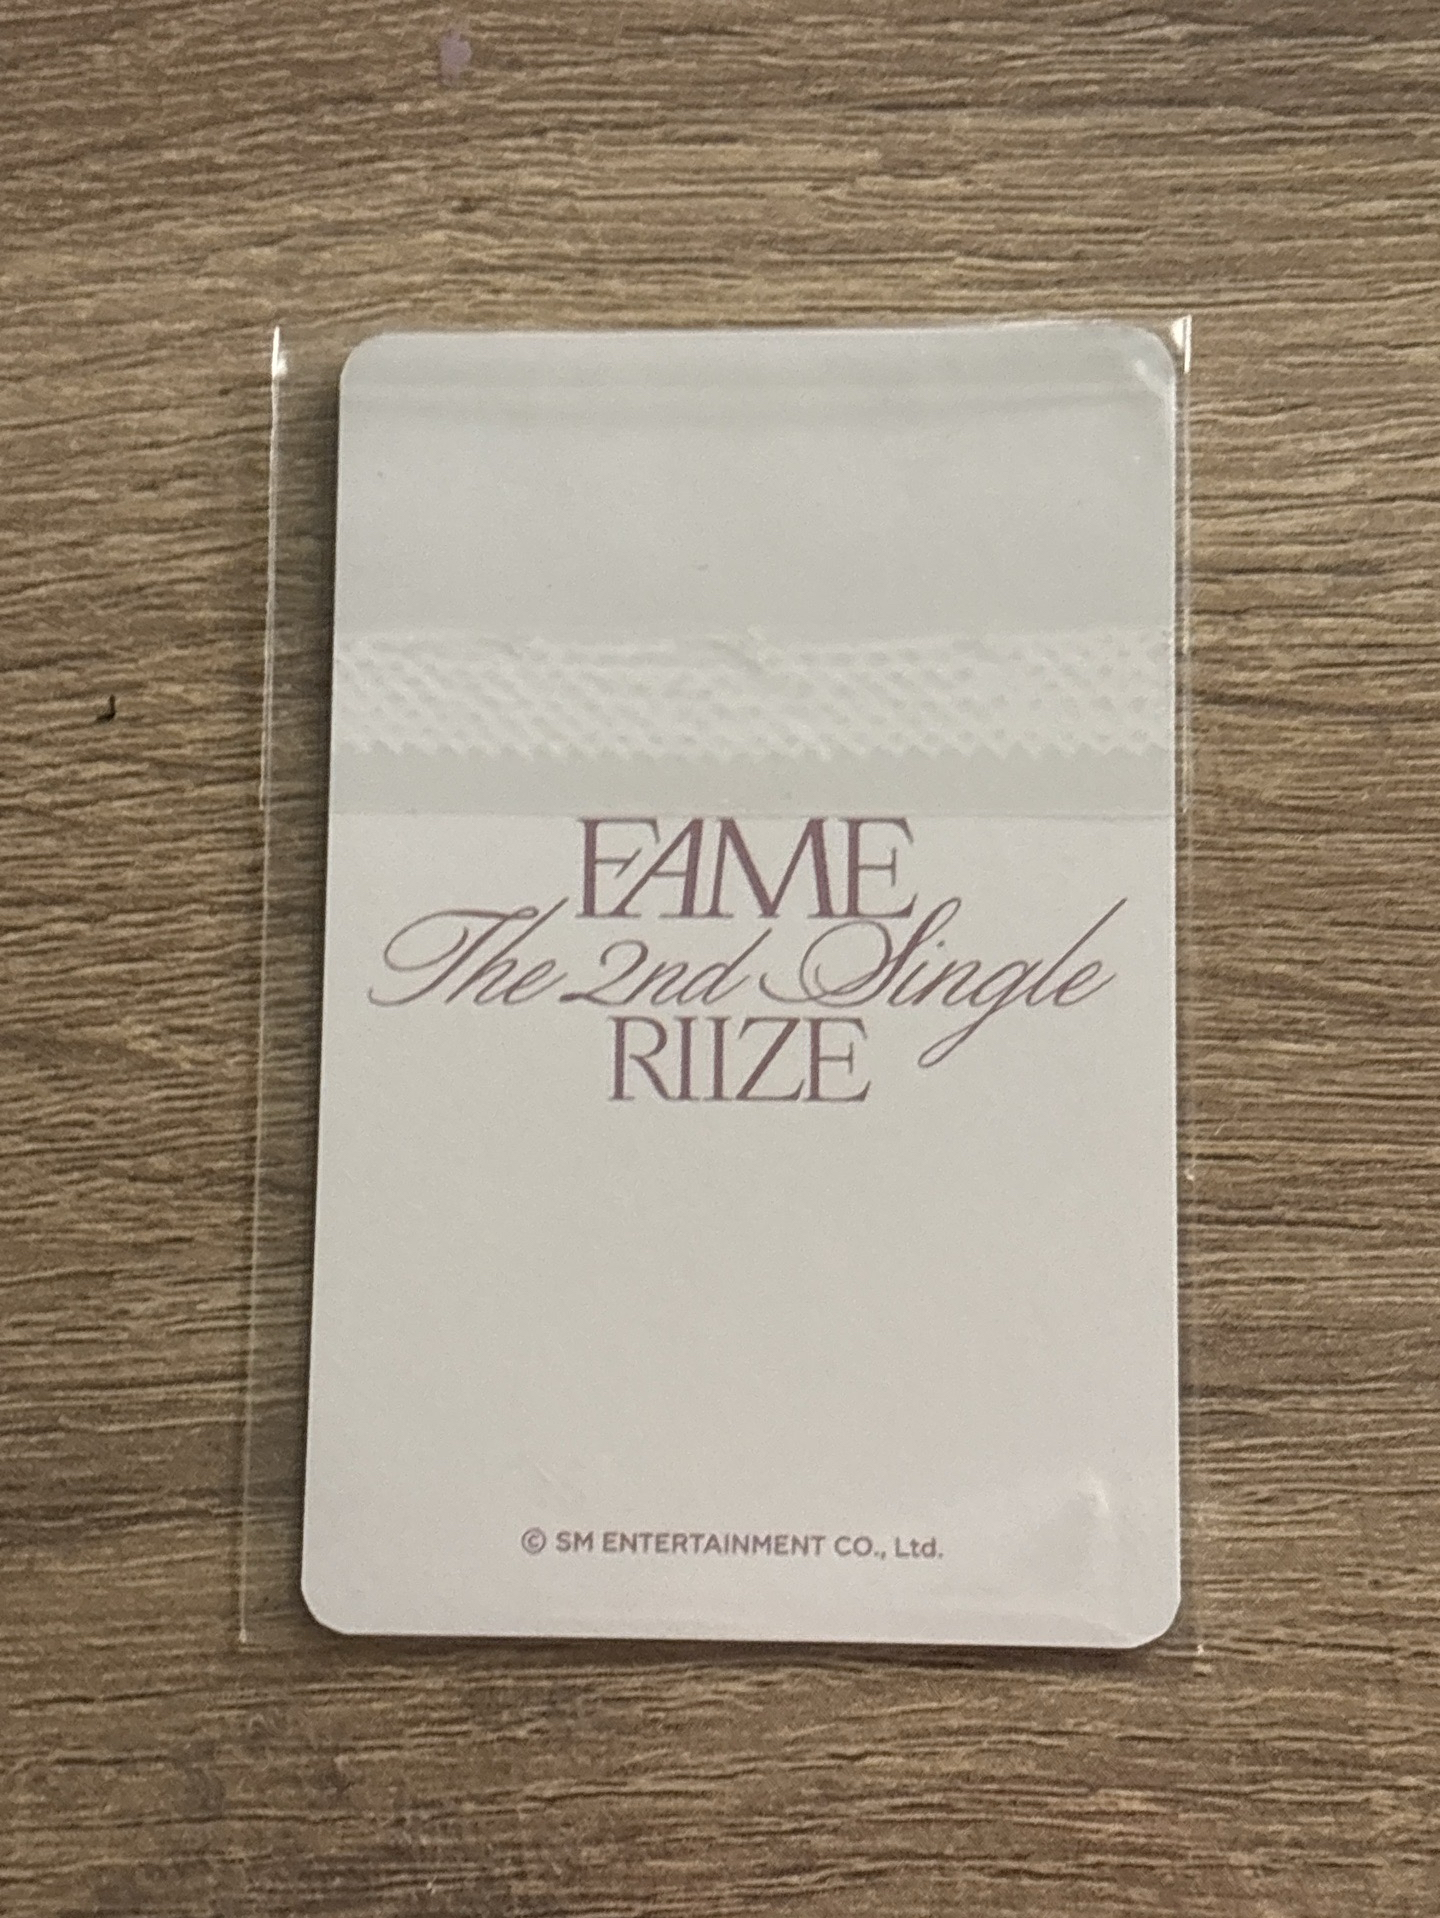 FAME
The 2nd Single
RIIZE
© SM ENTERTAINMENT CO., Ltd.